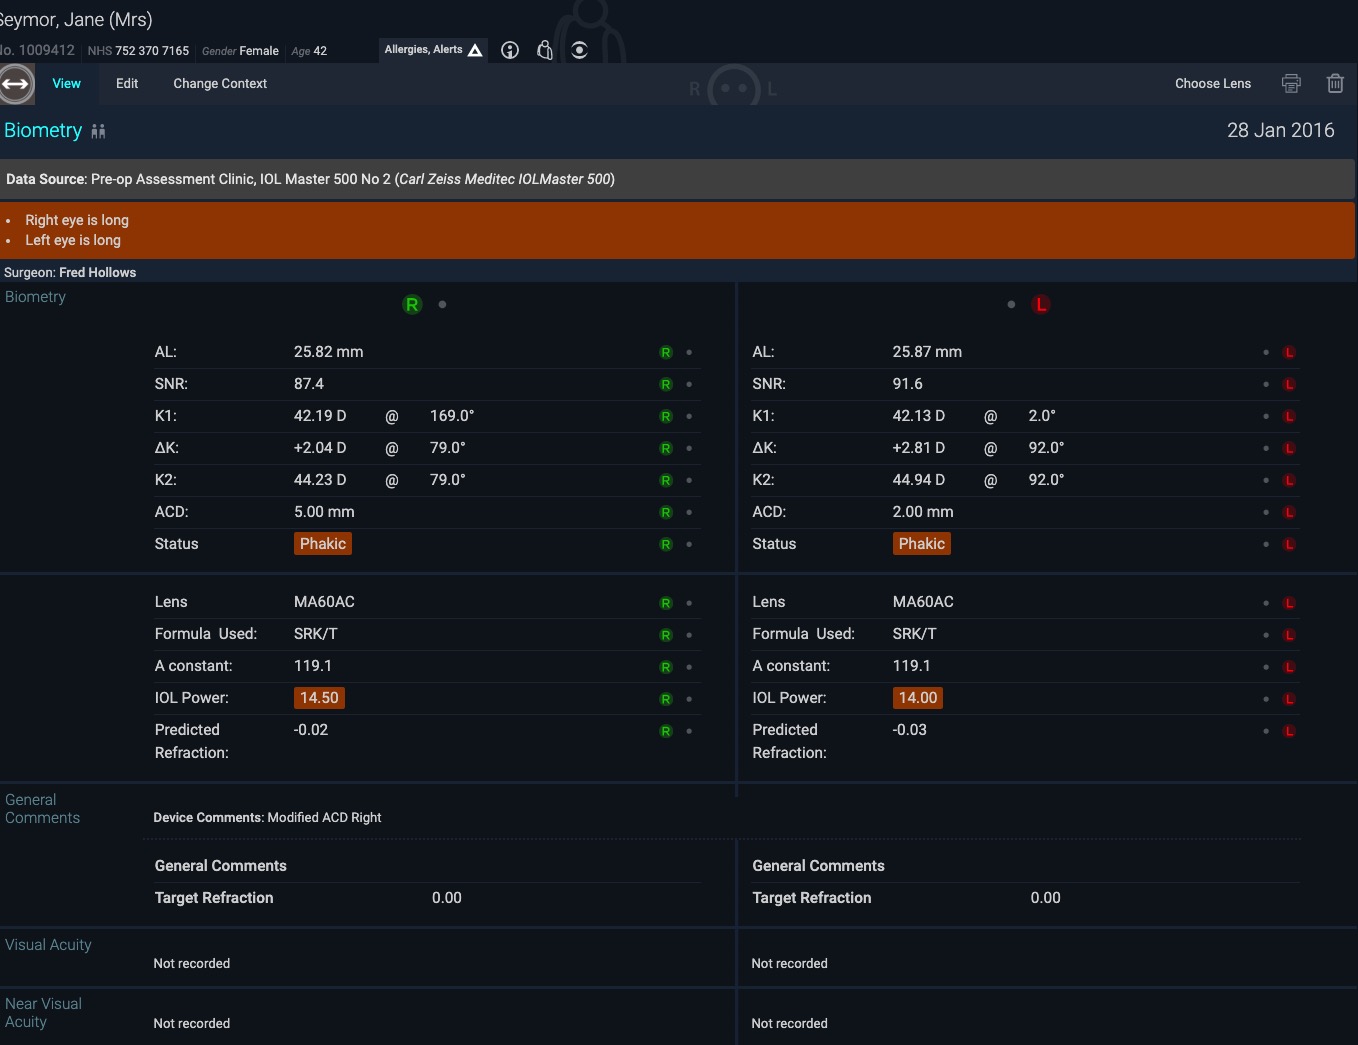 Seymor, Jane (Mrs)
No. 1009412 NHS 752 370 7165 Gender Female Age 42 Allergies, Alerts
View Edit Change Context R L Choose Lens
Biometry 28 Jan 2016
Data Source: Pre-op Assessment Clinic, IOL Master 500 No 2 (Carl Zeiss Meditec IOLMaster 500)
• Right eye is long
• Left eye is long
Surgeon: Fred Hollows
Biometry R L
AL: 25.82 mm R AL: 25.87 mm L
SNR: 87.4 R SNR: 91.6 L
K1: 42.19 D @ 169.0° R K1: 42.13 D @ 2.0° L
ΔK: +2.04 D @ 79.0° R ΔK: +2.81 D @ 92.0° L
K2: 44.23 D @ 79.0° R K2: 44.94 D @ 92.0° L
ACD: 5.00 mm R ACD: 2.00 mm L
Status Phakic R Status Phakic L
Lens MA60AC R Lens MA60AC L
Formula Used: SRK/T R Formula Used: SRK/T L
A constant: 119.1 R A constant: 119.1 L
IOL Power: 14.50 R IOL Power: 14.00 L
Predicted -0.02 R Predicted -0.03 L
Refraction: Refraction:
General
Comments
Device Comments: Modified ACD Right
General Comments General Comments
Target Refraction 0.00 Target Refraction 0.00
Visual Acuity
Not recorded Not recorded
Near Visual
Acuity
Not recorded Not recorded